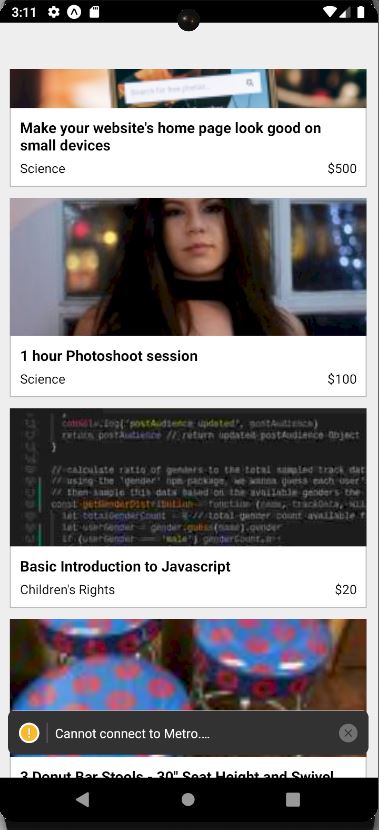 3:11
Search for free photos...
Make your website's home page look good on
small devices
Science
$500
1 hour Photoshoot session
Science
$100
console.log('postAudience updated', postAudience)
return postAudience // return updated postAudience Object
}
// calculate ratio of genders to the total sampled track dat
// using the 'gender' npm package, we wanna guess each user'
// then sample this data based on the available genders the
const getGenderDistribution = function (name, trackData,
let totalGenderCount = // total gender count available f
let userGender = gender.guess(name).gender
if (userGender === 'male') genderCount.m++
Basic Introduction to Javascript
Children's Rights
$20
Cannot connect to Metro....
3 Donut Bar Stools - 30" Seat Height and Swivel